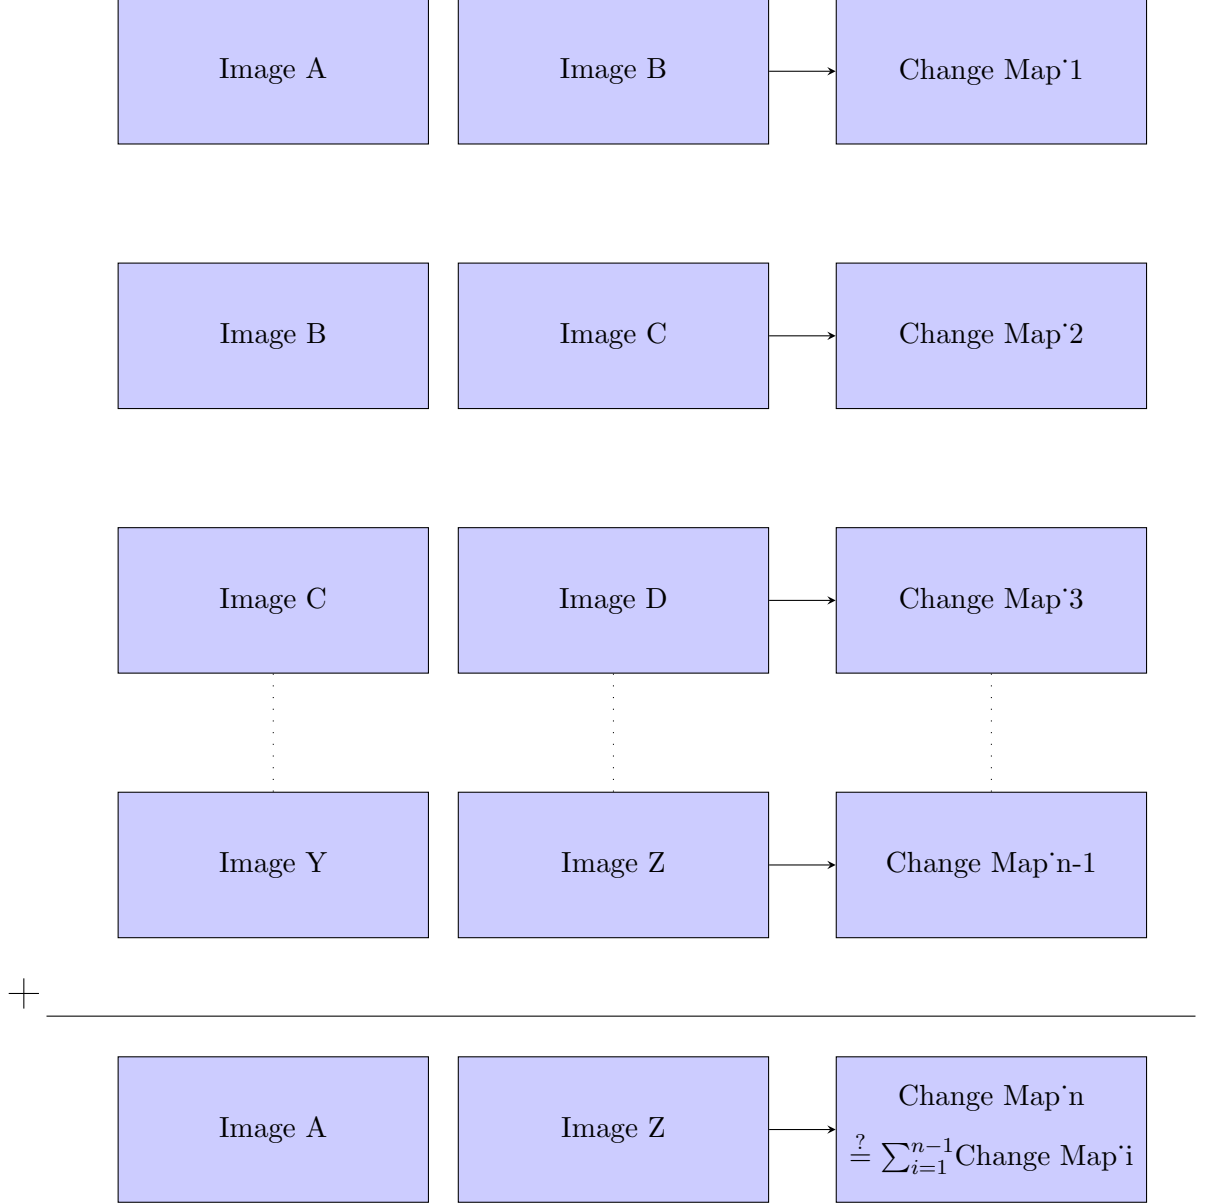 Image A
Image B
Change Map˙1
Image B
Image C
Change Map˙2
Image C
Image D
Change Map˙3
Image Y
Image Z
Change Map˙n-1
+
Image A
Image Z
Change Map˙n
≟ ∑_{i=1}^{n−1} Change Map˙i